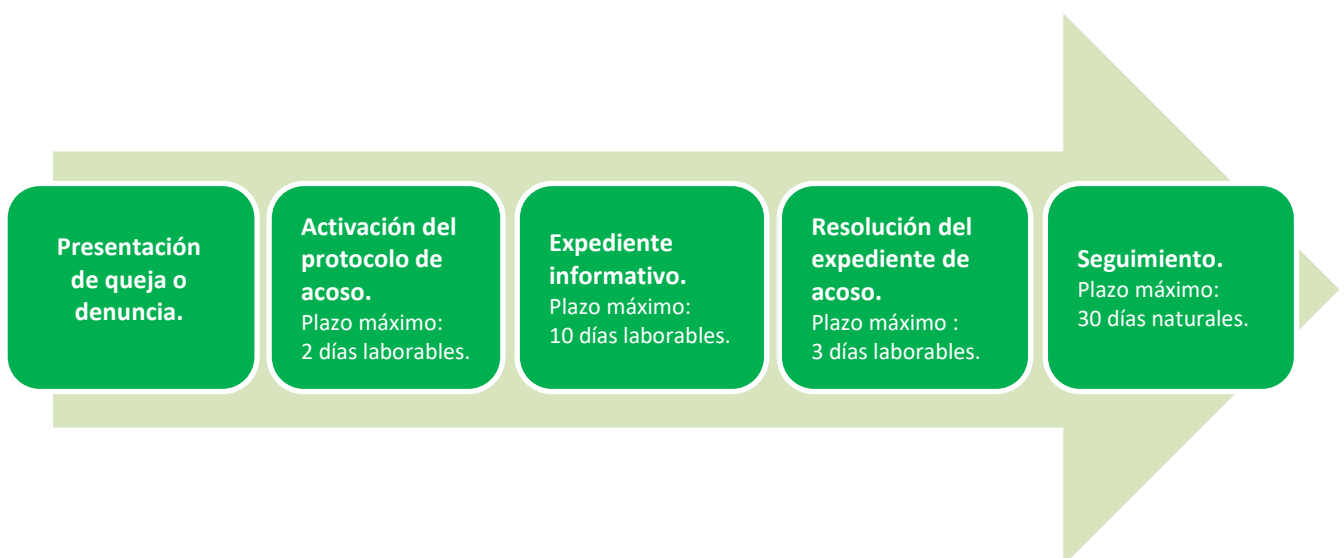 Presentación
de queja o
denuncia.
Activación del
protocolo de
acoso.
Plazo máximo:
2 días laborables.
Expediente
informativo.
Plazo máximo:
10 días laborables.
Resolución del
expediente de
acoso.
Plazo máximo :
3 días laborables.
Seguimiento.
Plazo máximo:
30 días naturales.